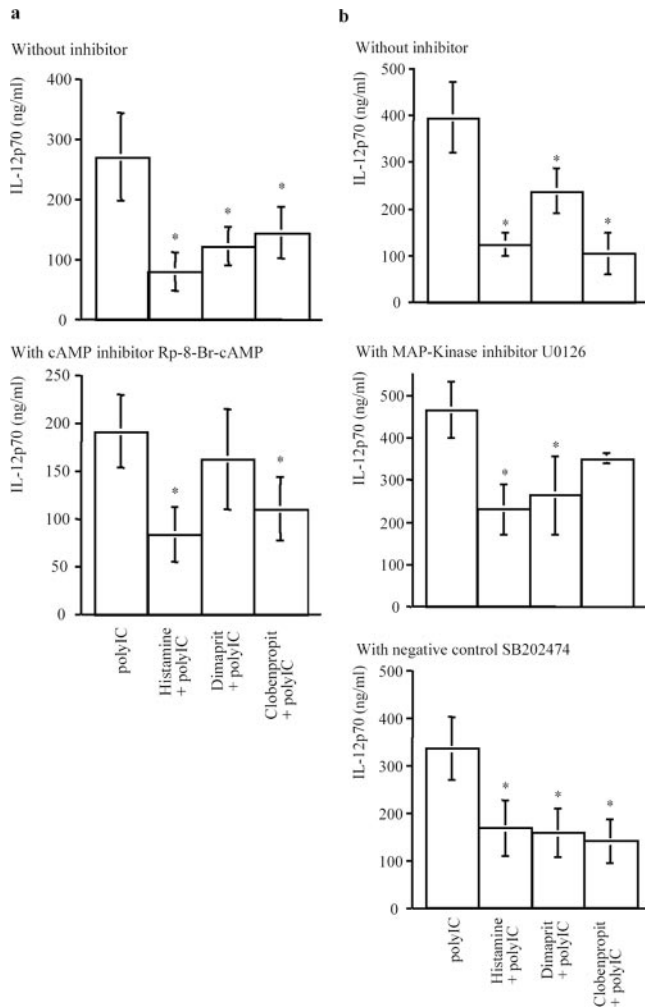 a
Without inhibitor
IL-12p70 (ng/ml)
400
300
200
100
0
*
*
*
With cAMP inhibitor Rp-8-Br-cAMP
IL-12p70 (ng/ml)
250
200
150
100
50
0
*
*
polyIC
Histamine
+ polyIC
Dimaprit
+ polyIC
Clobenpropit
+ polyIC
b
Without inhibitor
IL-12p70 (ng/ml)
500
400
300
200
100
0
*
*
*
With MAP-Kinase inhibitor U0126
IL-12p70 (ng/ml)
500
400
300
200
100
0
*
*
With negative control SB202474
IL-12p70 (ng/ml)
500
400
300
200
100
0
*
*
*
polyIC
Histamine
+ polyIC
Dimaprit
+ polyIC
Clobenpropit
+ polyIC